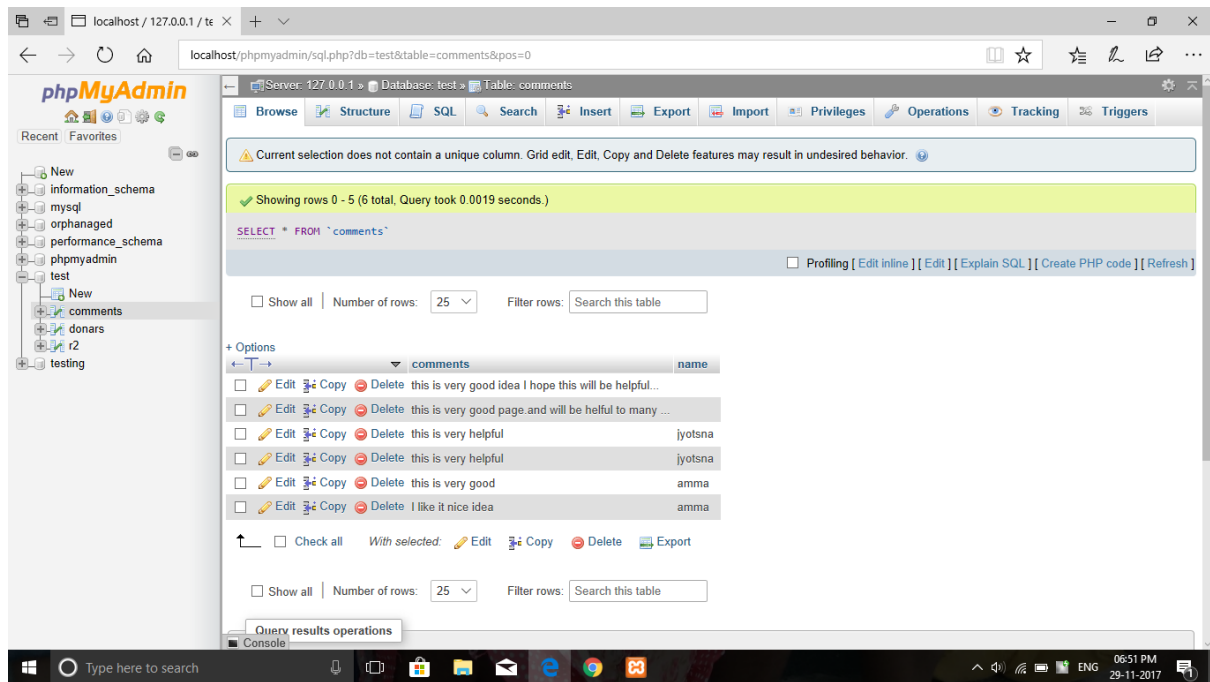 localhost / 127.0.0.1 / te
localhost/phpmyadmin/sql.php?db=test&table=comments&pos=0
phpMyAdmin
Recent Favorites
New
information_schema
mysql
orphanaged
performance_schema
phpmyadmin
test
New
comments
donars
r2
testing
Server: 127.0.0.1 » Database: test » Table: comments
Browse Structure SQL Search Insert Export Import Privileges Operations Tracking Triggers
Current selection does not contain a unique column. Grid edit, Edit, Copy and Delete features may result in undesired behavior.
Showing rows 0 - 5 (6 total, Query took 0.0019 seconds.)
SELECT * FROM `comments`
Profiling [ Edit inline ] [ Edit ] [ Explain SQL ] [ Create PHP code ] [ Refresh ]
Show all | Number of rows: 25 Filter rows: Search this table
+ Options
←T→ comments name
Edit Copy Delete this is very good idea I hope this will be helpful...
Edit Copy Delete this is very good page.and will be helful to many ...
Edit Copy Delete this is very helpful jyotsna
Edit Copy Delete this is very helpful jyotsna
Edit Copy Delete this is very good amma
Edit Copy Delete I like it nice idea amma
Check all With selected: Edit Copy Delete Export
Show all | Number of rows: 25 Filter rows: Search this table
Query results operations
Console
Type here to search
ENG
06:51 PM
29-11-2017
1